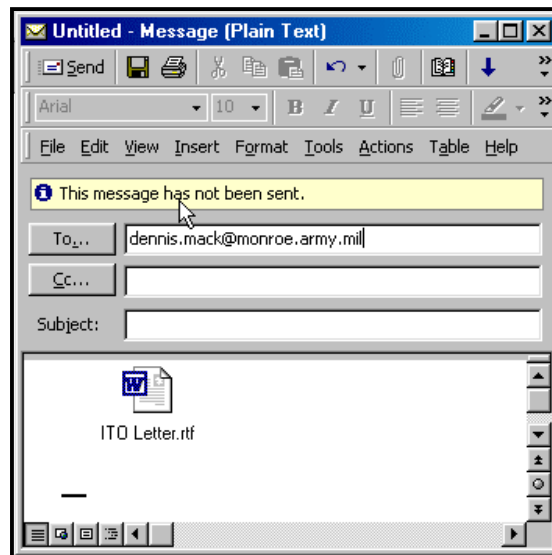 Untitled - Message (Plain Text)
Send
Arial 10 B I U
File Edit View Insert Format Tools Actions Table Help
This message has not been sent.
To... dennis.mack@monroe.army.mil
Cc...
Subject:
W
ITO Letter.rtf